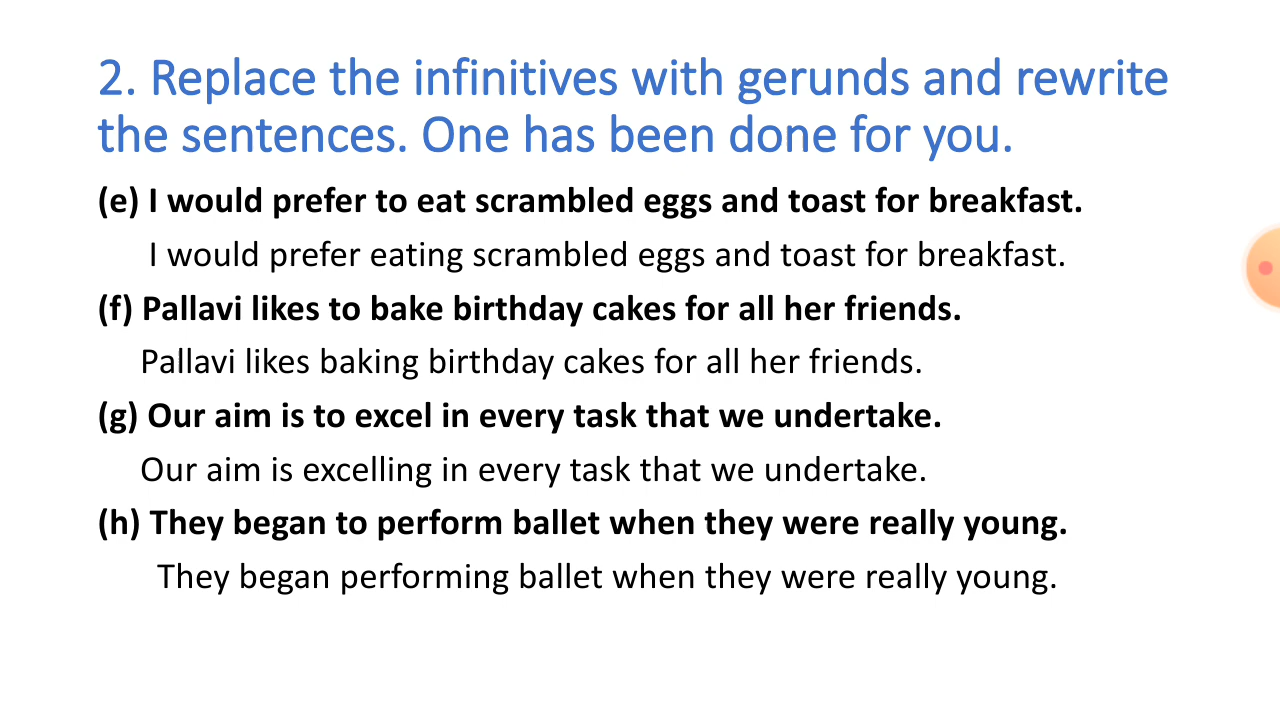 2. Replace the infinitives with gerunds and rewrite
the sentences. One has been done for you.
(e) I would prefer to eat scrambled eggs and toast for breakfast.
I would prefer eating scrambled eggs and toast for breakfast.
(f) Pallavi likes to bake birthday cakes for all her friends.
Pallavi likes baking birthday cakes for all her friends.
(g) Our aim is to excel in every task that we undertake.
Our aim is excelling in every task that we undertake.
(h) They began to perform ballet when they were really young.
They began performing ballet when they were really young.